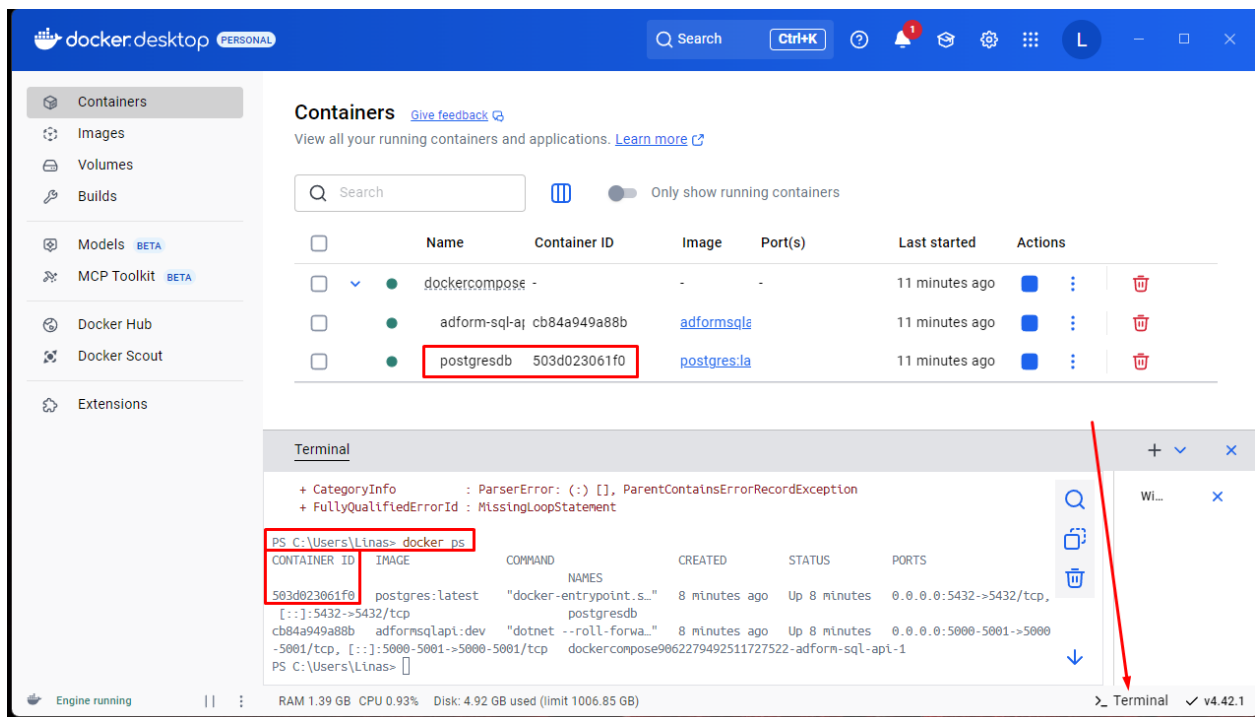 docker.desktop PERSONAL
Search Ctrl+K 1 L
Containers
Images
Volumes
Builds
Models BETA
MCP Toolkit BETA
Docker Hub
Docker Scout
Extensions
Containers Give feedback
View all your running containers and applications. Learn more
Search Only show running containers
Name Container ID Image Port(s) Last started Actions
dockercompose - - - 11 minutes ago
adform-sql-ap cb84a949a88b adformsqla 11 minutes ago
postgresdb 503d023061f0 postgres:la 11 minutes ago
Terminal
+ CategoryInfo : ParserError: (:) [], ParentContainsErrorRecordException
+ FullyQualifiedErrorId : MissingLoopStatement
PS C:\Users\Linas> docker ps
CONTAINER ID IMAGE COMMAND CREATED STATUS PORTS
NAMES
503d023061f0 postgres:latest "docker-entrypoint.s…" 8 minutes ago Up 8 minutes 0.0.0.0:5432->5432/tcp,
[::]:5432->5432/tcp postgresdb
cb84a949a88b adformsqlapi:dev "dotnet --roll-forwa…" 8 minutes ago Up 8 minutes 0.0.0.0:5000-5001->5000
-5001/tcp, [::]:5000-5001->5000-5001/tcp dockercompose9062279492511727522-adform-sql-api-1
PS C:\Users\Linas>
Wi...
Engine running RAM 1.39 GB CPU 0.93% Disk: 4.92 GB used (limit 1006.85 GB) >_ Terminal v4.42.1